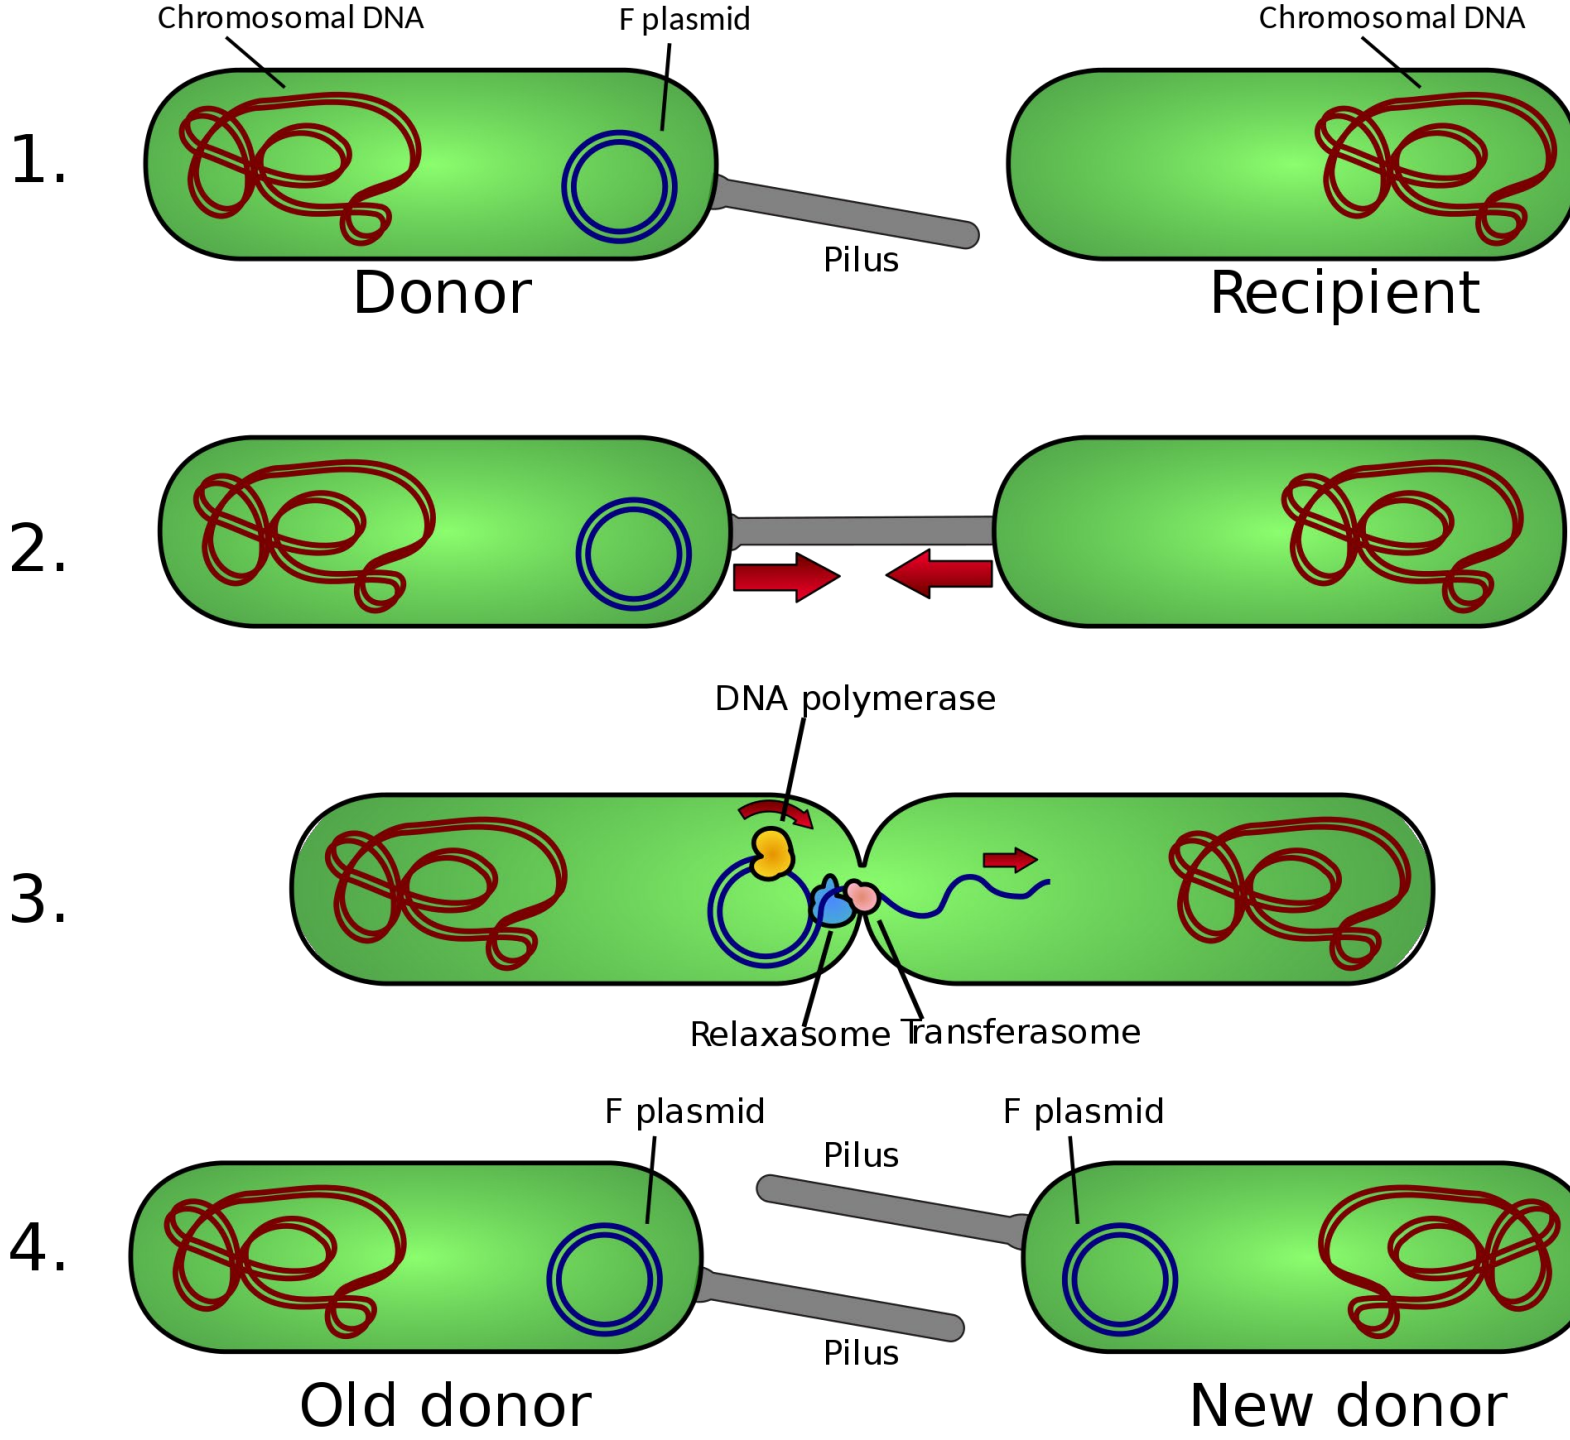 Chromosomal DNA
F plasmid
Chromosomal DNA
1.
Pilus
Donor
Recipient
2.
DNA polymerase
3.
Relaxasome
Transferasome
F plasmid
F plasmid
Pilus
4.
Pilus
Old donor
New donor